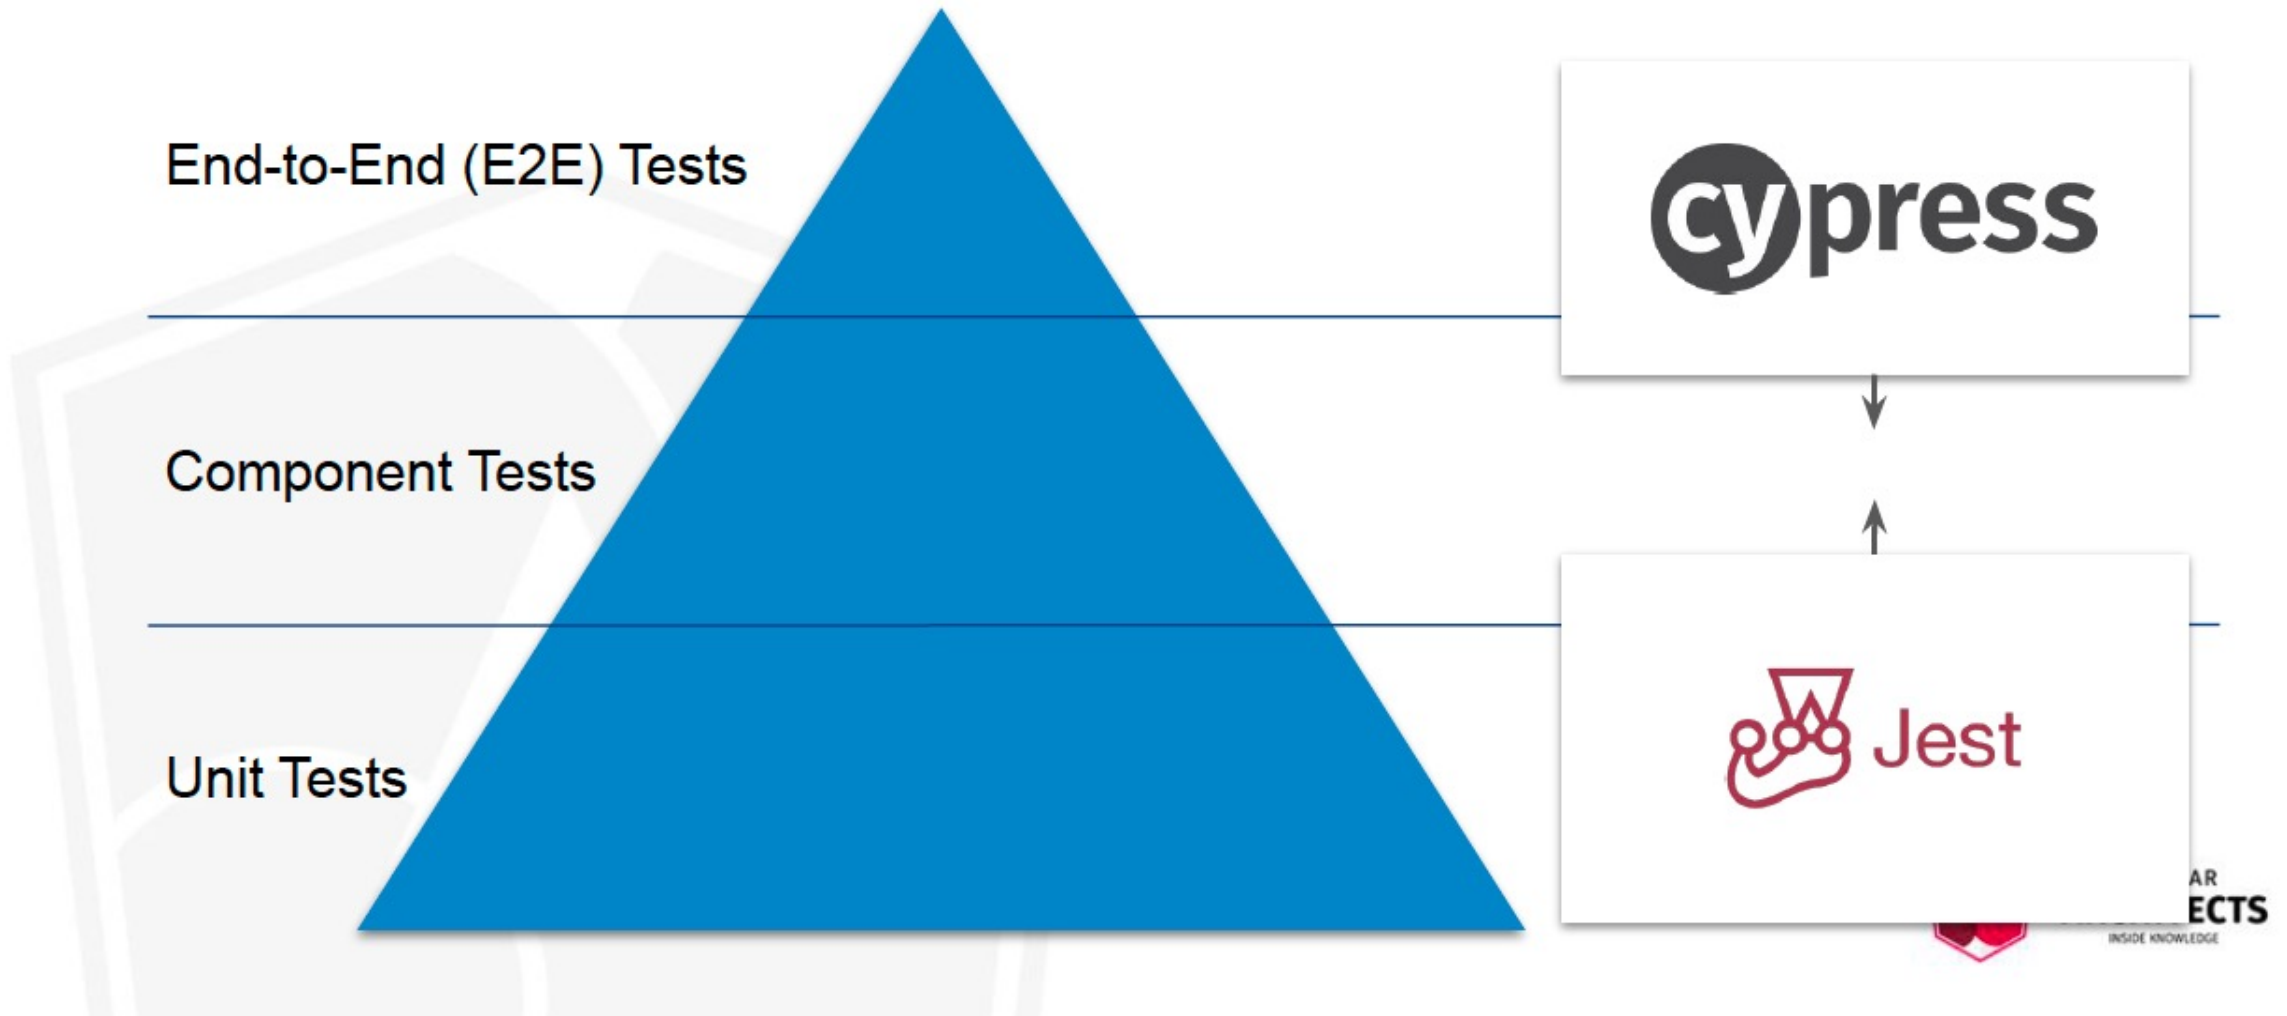 End-to-End (E2E) Tests
cypress
Component Tests
Unit Tests
Jest
AR
ECTS
INSIDE KNOWLEDGE